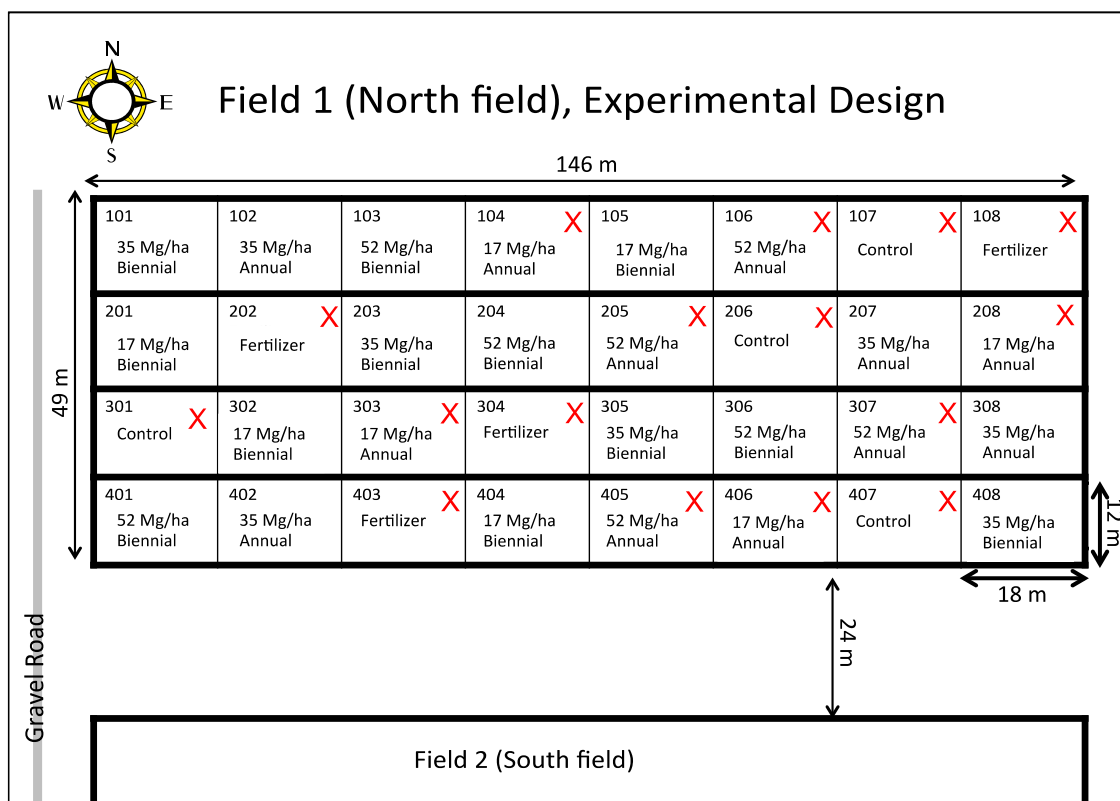 N
W E
S
Field 1 (North field), Experimental Design
146 m
49 m
101
35 Mg/ha
Biennial
102
35 Mg/ha
Annual
103
52 Mg/ha
Biennial
104 X
17 Mg/ha
Annual
105
17 Mg/ha
Biennial
106 X
52 Mg/ha
Annual
107 X
Control
108 X
Fertilizer
201
17 Mg/ha
Biennial
202 X
Fertilizer
203
35 Mg/ha
Biennial
204
52 Mg/ha
Biennial
205 X
52 Mg/ha
Annual
206 X
Control
207
35 Mg/ha
Annual
208 X
17 Mg/ha
Annual
301 X
Control
302
17 Mg/ha
Biennial
303 X
17 Mg/ha
Annual
304 X
Fertilizer
305
35 Mg/ha
Biennial
306
52 Mg/ha
Biennial
307 X
52 Mg/ha
Annual
308
35 Mg/ha
Annual
401
52 Mg/ha
Biennial
402
35 Mg/ha
Annual
403 X
Fertilizer
404
17 Mg/ha
Biennial
405 X
52 Mg/ha
Annual
406 X
17 Mg/ha
Annual
407 X
Control
408
35 Mg/ha
Biennial
12 m
18 m
24 m
Gravel Road
Field 2 (South field)